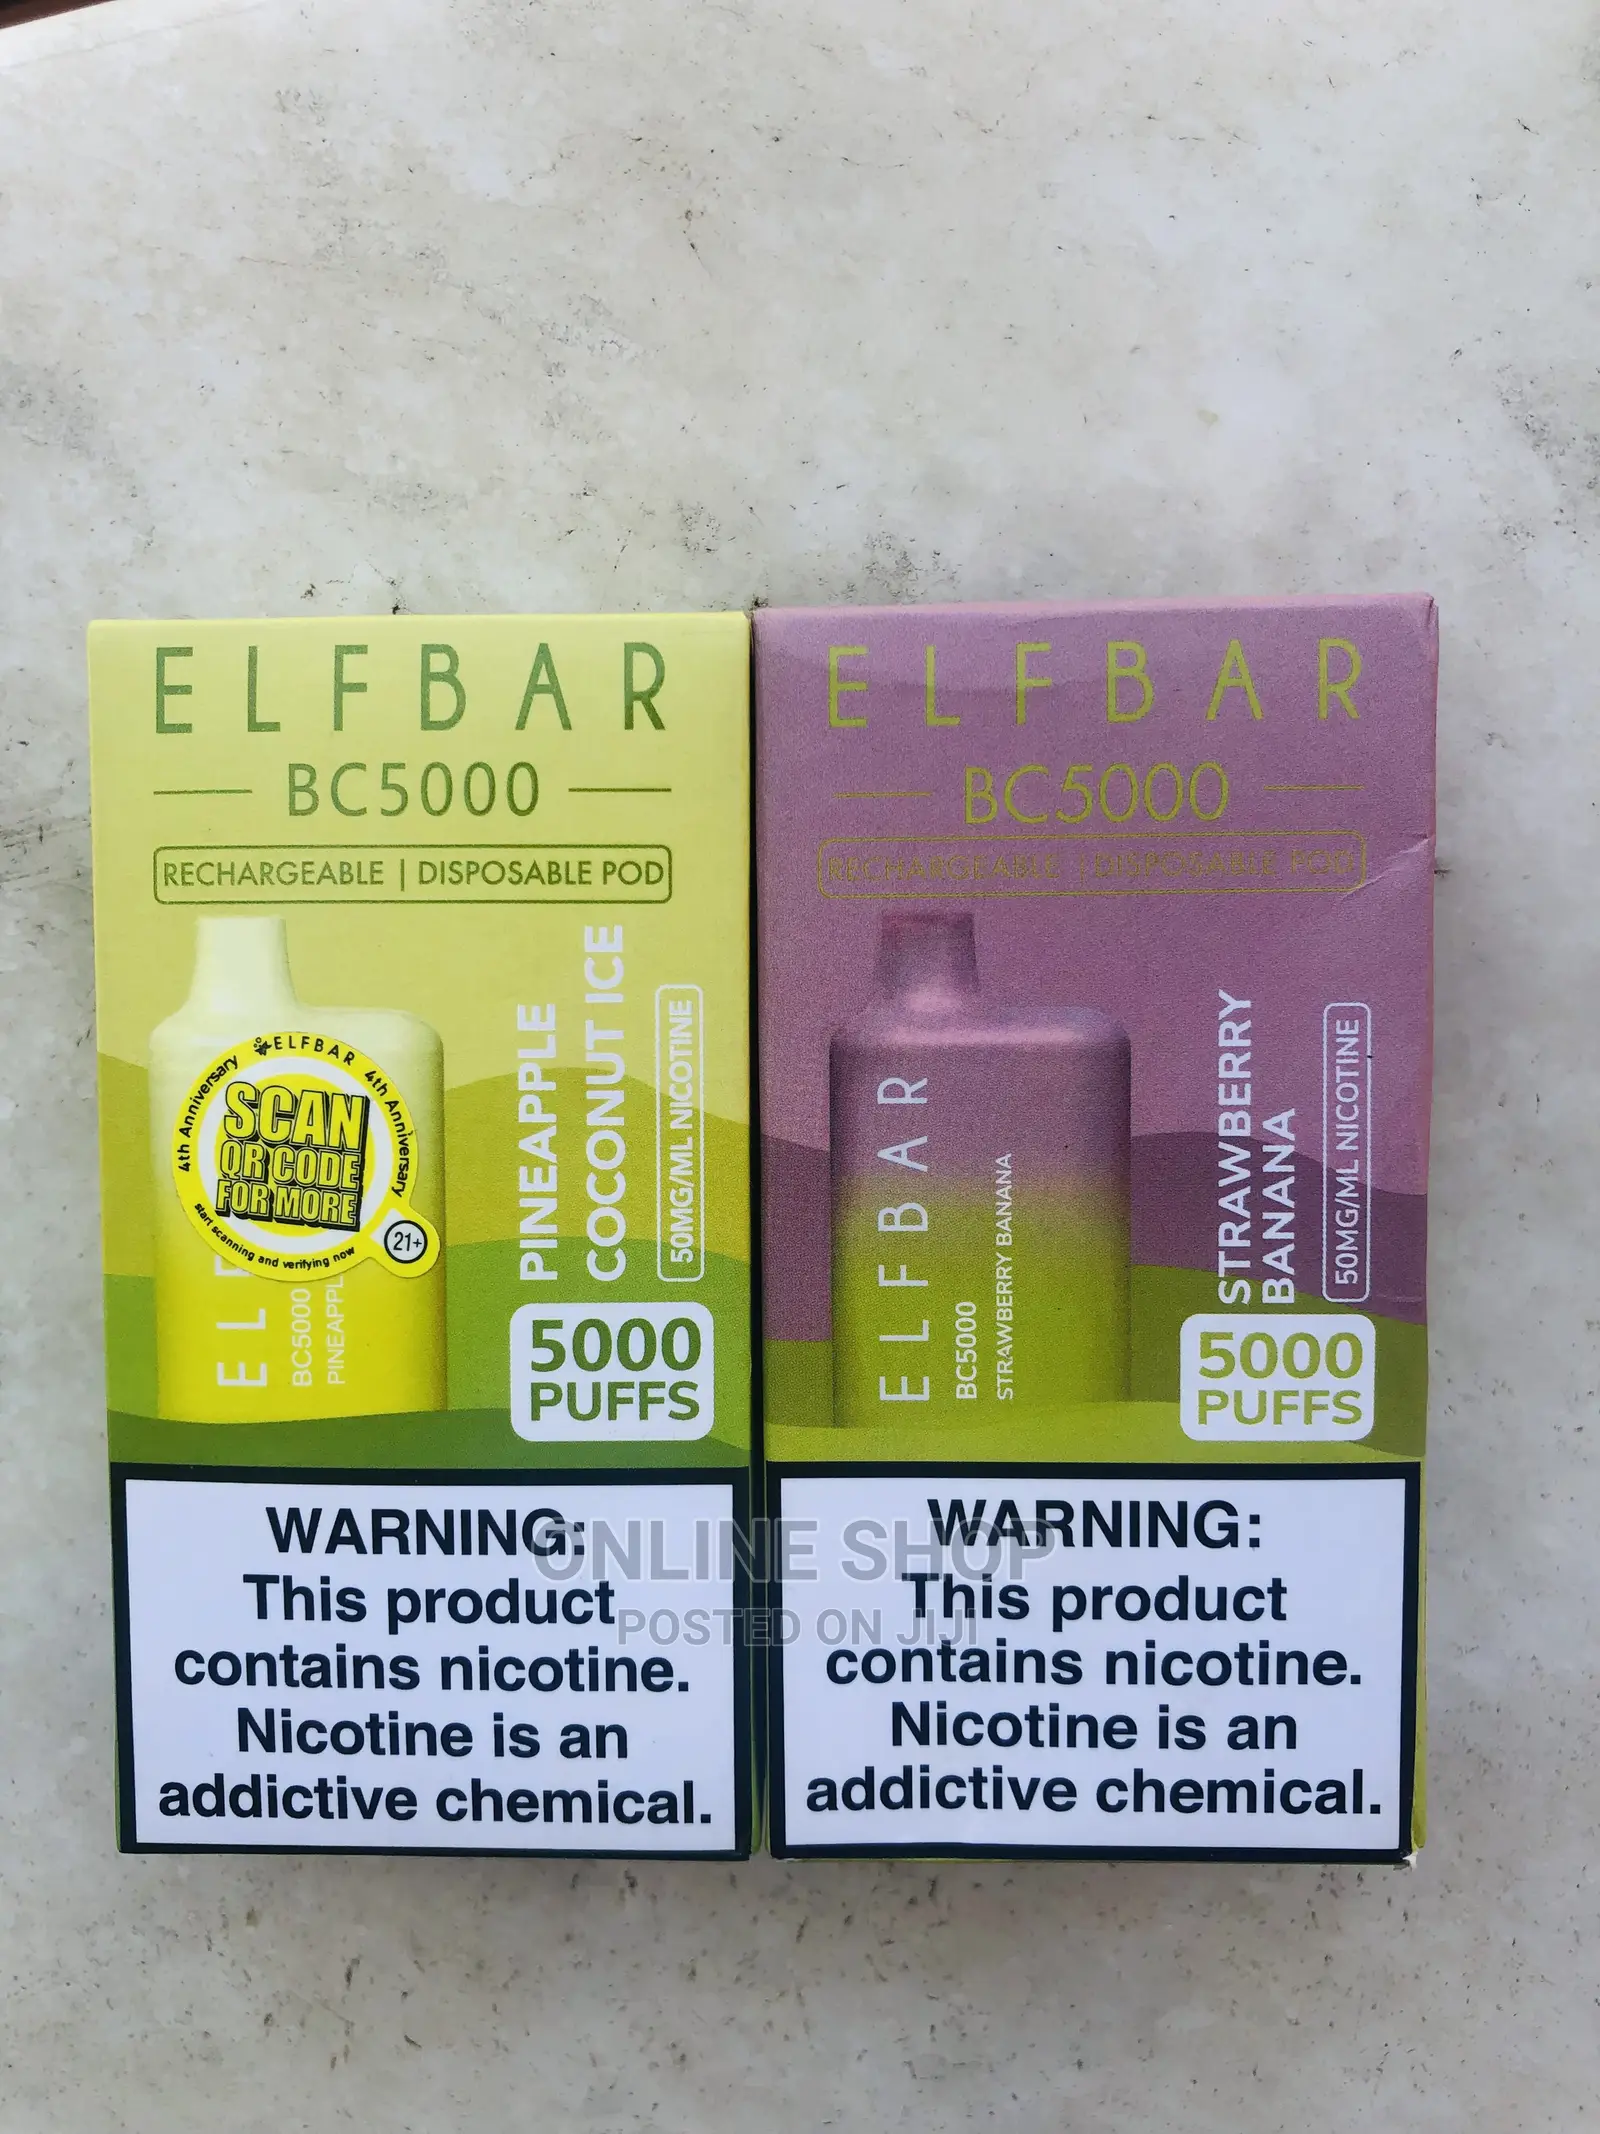 ELFBAR
BC5000
RECHARGEABLE | DISPOSABLE POD
PINEAPPLE
COCONUT ICE
50MG/ML NICOTINE
ELFBAR
4th Anniversary
4th Anniversary
SCAN
QR CODE
FOR MORE
start scanning and verifying now
21+
BC5000
5000
PUFFS
WARNING:
This product
contains nicotine.
Nicotine is an
addictive chemical.
ELFBAR
BC5000
RECHARGEABLE | DISPOSABLE POD
ELFBAR
BC5000
STRAWBERRY BANANA
STRAWBERRY
BANANA
50MG/ML NICOTINE
5000
PUFFS
WARNING:
This product
contains nicotine.
Nicotine is an
addictive chemical.
ONLINE SHOP
POSTED ON JIJI